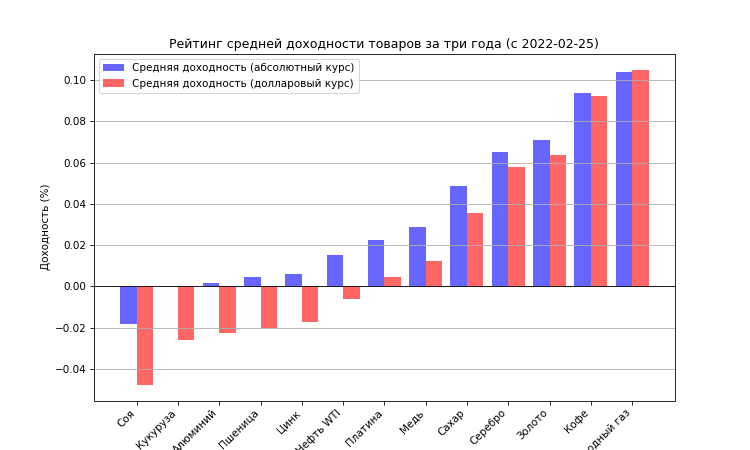 Рейтинг средней доходности товаров за три года (с 2022-02-25)
Средняя доходность (абсолютный курс)
Средняя доходность (долларовый курс)
Доходность (%)
0.10
0.08
0.06
0.04
0.02
0.00
−0.02
−0.04
Соя
Кукуруза
Алюминий
Пшеница
Цинк
Нефть WTI
Платина
Медь
Сахар
Серебро
Золото
Кофе
газ